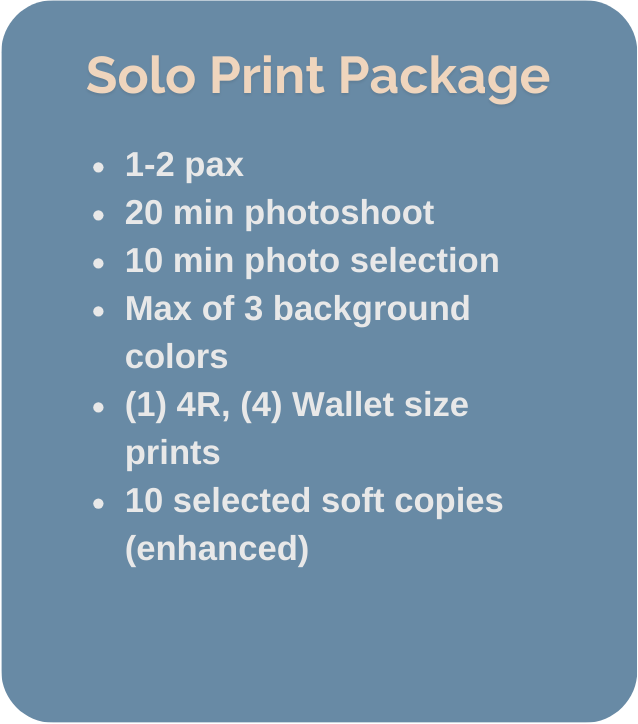 Solo Print Package
• 1-2 pax
• 20 min photoshoot
• 10 min photo selection
• Max of 3 background
colors
• (1) 4R, (4) Wallet size
prints
• 10 selected soft copies
(enhanced)